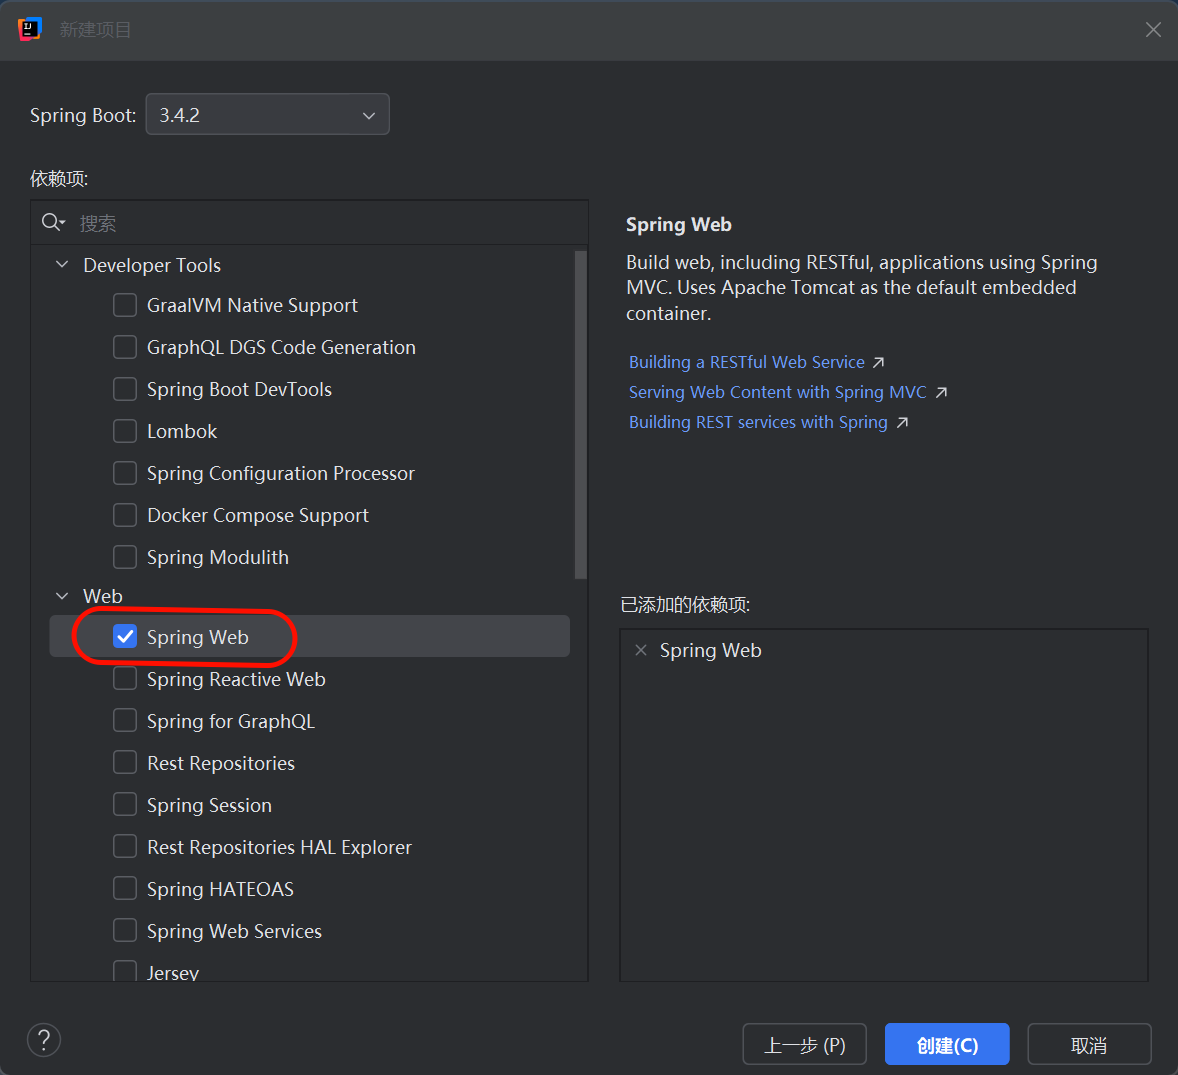 新建项目
Spring Boot: 3.4.2
依赖项:
搜索
Developer Tools
GraalVM Native Support
GraphQL DGS Code Generation
Spring Boot DevTools
Lombok
Spring Configuration Processor
Docker Compose Support
Spring Modulith
Web
Spring Web
Spring Reactive Web
Spring for GraphQL
Rest Repositories
Spring Session
Rest Repositories HAL Explorer
Spring HATEOAS
Spring Web Services
Jersey
Spring Web
Build web, including RESTful, applications using Spring
MVC. Uses Apache Tomcat as the default embedded
container.
Building a RESTful Web Service
Serving Web Content with Spring MVC
Building REST services with Spring
已添加的依赖项:
Spring Web
?
上一步 (P)
创建(C)
取消